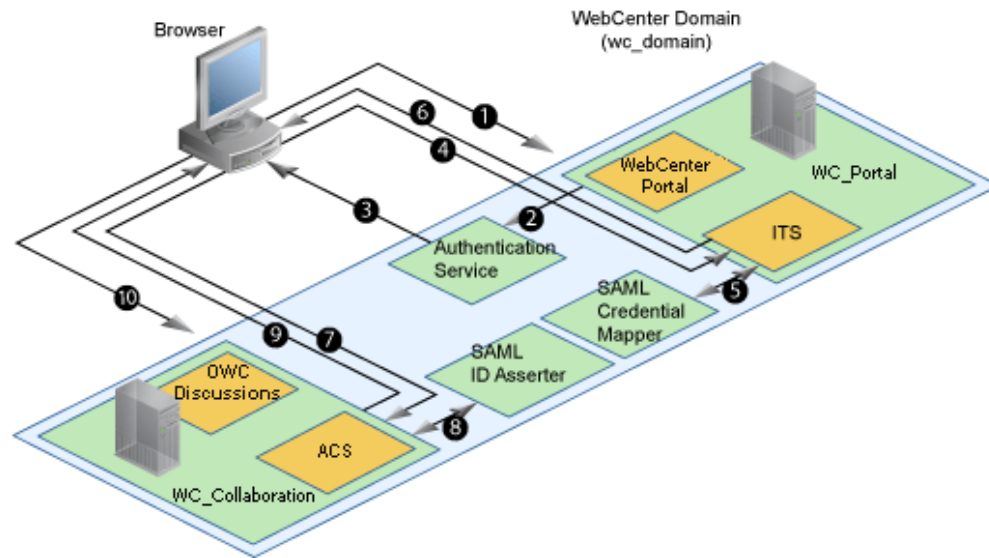 WebCenter Domain
(wc_domain)
Browser
6
1
4
WebCenter
Portal
WC_Portal
3
2
ITS
Authentication
Service
5
SAML
Credential
Mapper
10
9
7
SAML
ID Asserter
OWC
Discussions
8
ACS
WC_Collaboration